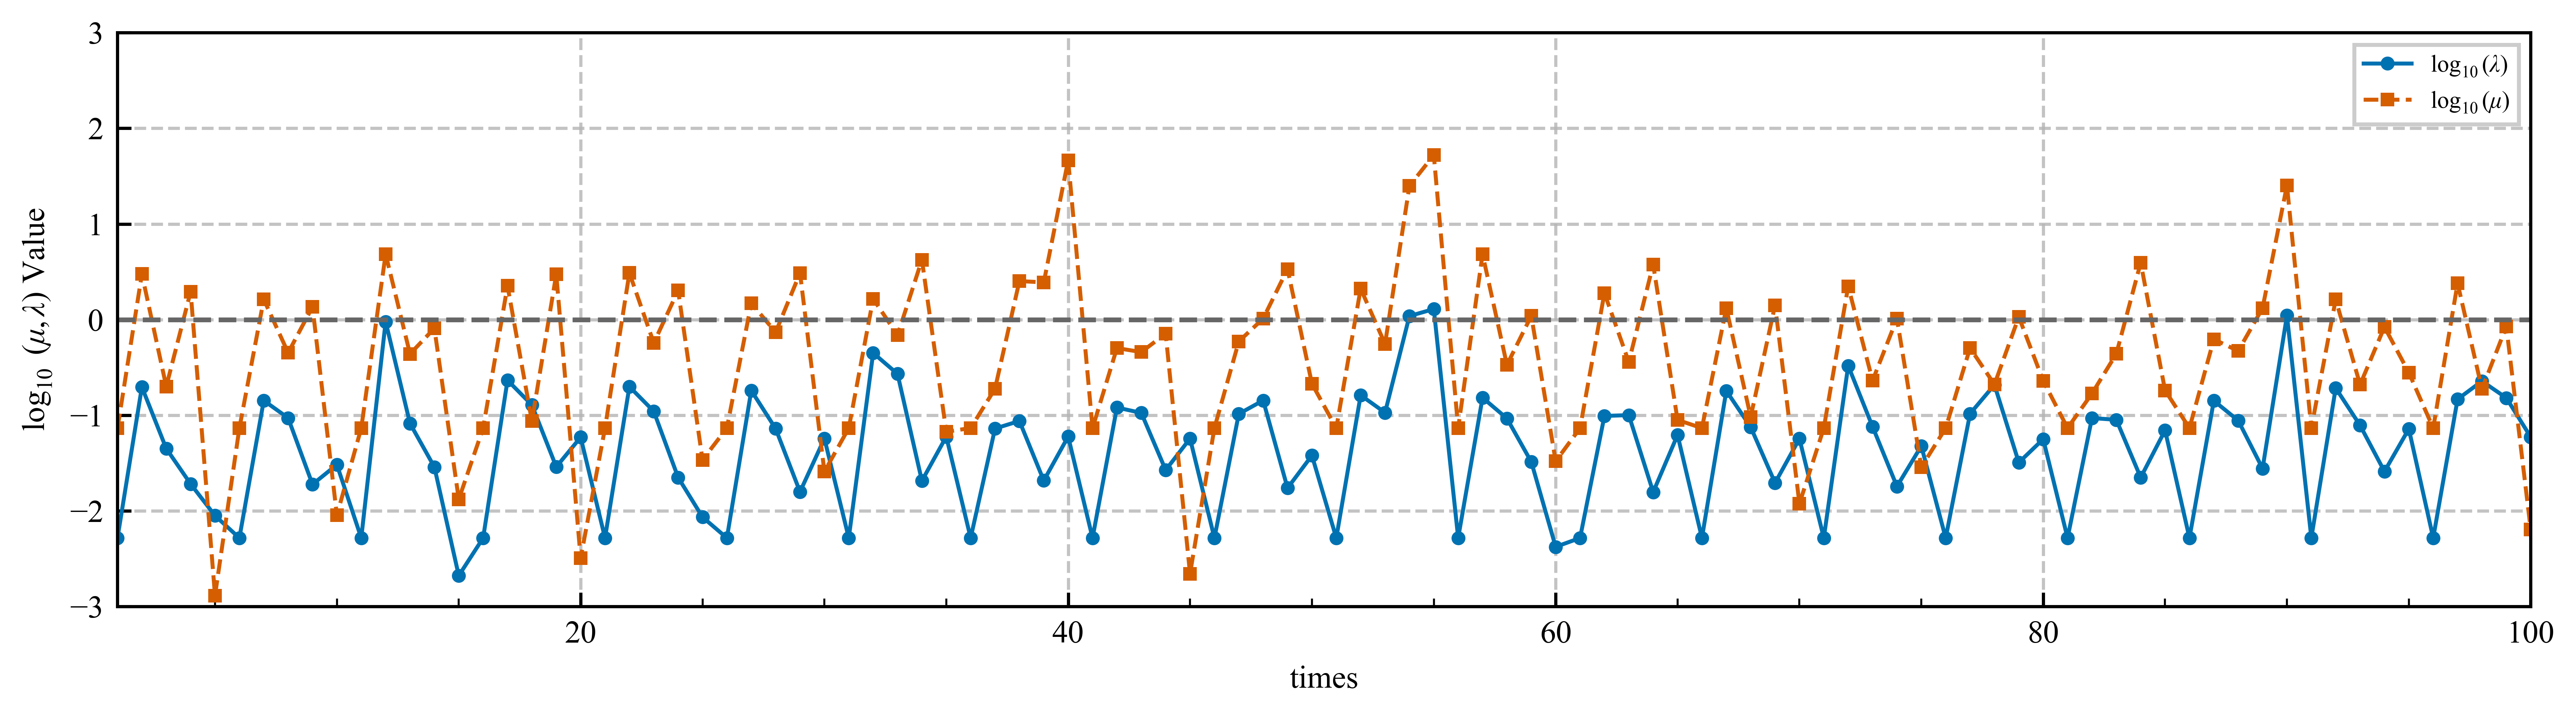 3
2
1
0
−1
−2
−3
log₁₀ (μ, λ) Value
20 40 60 80 100
times
log₁₀ (λ)
log₁₀ (μ)